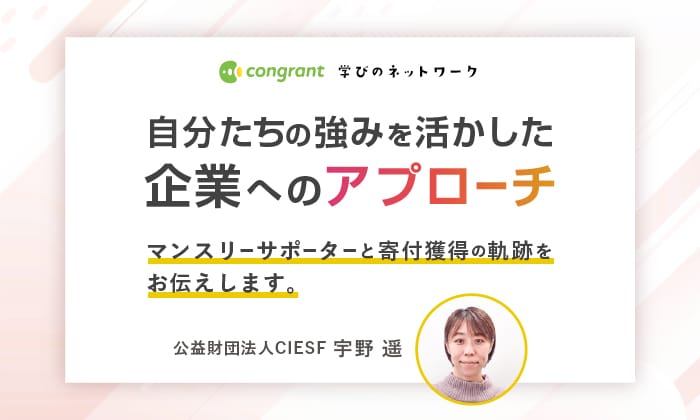 congrant 学びのネットワーク
自分たちの強みを活かした
企業へのアプローチ
マンスリーサポーターと寄付獲得の軌跡を
お伝えします。
公益財団法人CIESF 宇野 遥